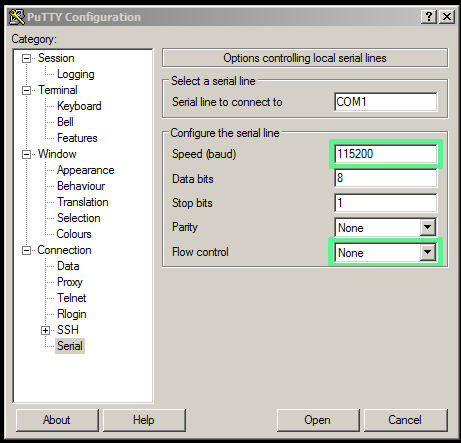 PuTTY Configuration
Category:
Session
Logging
Terminal
Keyboard
Bell
Features
Window
Appearance
Behaviour
Translation
Selection
Colours
Connection
Data
Proxy
Telnet
Rlogin
SSH
Serial
Options controlling local serial lines
Select a serial line
Serial line to connect to COM1
Configure the serial line
Speed (baud) 115200
Data bits 8
Stop bits 1
Parity None
Flow control None
About Help Open Cancel